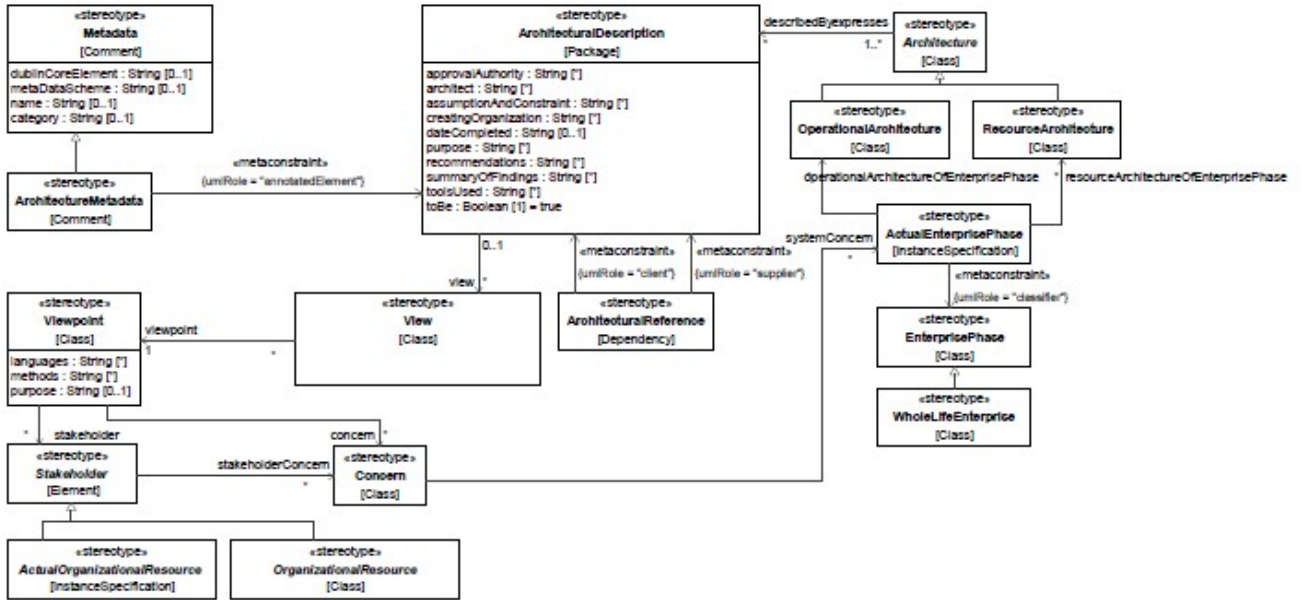 «stereotype»
Metadata
[Comment]
dublinCoreElement : String [0..1]
metaDataScheme : String [0..1]
name : String [0..1]
category : String [0..1]
«stereotype»
ArchitecturalDescription
[Package]
approvalAuthority : String [*]
architect : String [*]
assumptionAndConstraint : String [*]
creatingOrganization : String [*]
dateCompleted : String [0..1]
purpose : String [*]
recommendations : String [*]
summaryOfFindings : String [*]
toolsUsed : String [*]
toBe : Boolean [1] = true
describedByexpresses
*
1..*
«stereotype»
Architecture
[Class]
«stereotype»
OperationalArchitecture
[Class]
«stereotype»
ResourceArchitecture
[Class]
«metaconstraint»
{umlRole = "annotatedElement"}
«stereotype»
ArchitectureMetadata
[Comment]
operationalArchitectureOfEnterprisePhase
* resourceArchitectureOfEnterprisePhase
«stereotype»
ActualEnterprisePhase
[InstanceSpecification]
systemConcern
*
0..1
view
*
«metaconstraint»
{umlRole = "client"}
«metaconstraint»
{umlRole = "supplier"}
«metaconstraint»
{umlRole = "classifier"}
«stereotype»
Viewpoint
[Class]
languages : String [*]
methods : String [*]
purpose : String [0..1]
viewpoint
1
*
«stereotype»
View
[Class]
«stereotype»
ArchitecturalReference
[Dependency]
«stereotype»
EnterprisePhase
[Class]
«stereotype»
WholeLifeEnterprise
[Class]
* stakeholder
concern *
«stereotype»
Stakeholder
[Element]
stakeholderConcern
*
«stereotype»
Concern
[Class]
«stereotype»
ActualOrganizationalResource
[InstanceSpecification]
«stereotype»
OrganizationalResource
[Class]